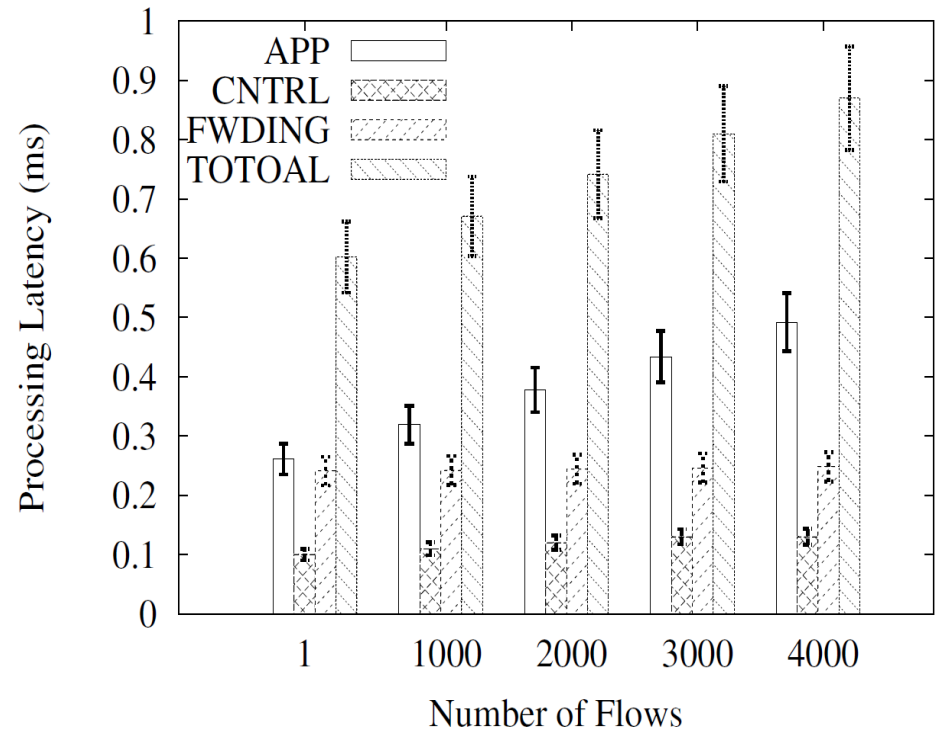 1
0.9
0.8
0.7
0.6
0.5
0.4
0.3
0.2
0.1
0
Processing Latency (ms)
APP
CNTRL
FWDING
TOTOAL
1 1000 2000 3000 4000
Number of Flows